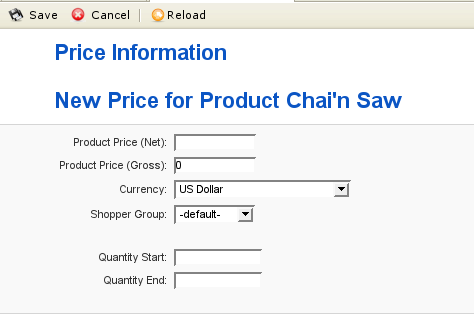 Save Cancel Reload
Price Information
New Price for Product Chai'n Saw
Product Price (Net):
Product Price (Gross): 0
Currency: US Dollar
Shopper Group: -default-
Quantity Start:
Quantity End: